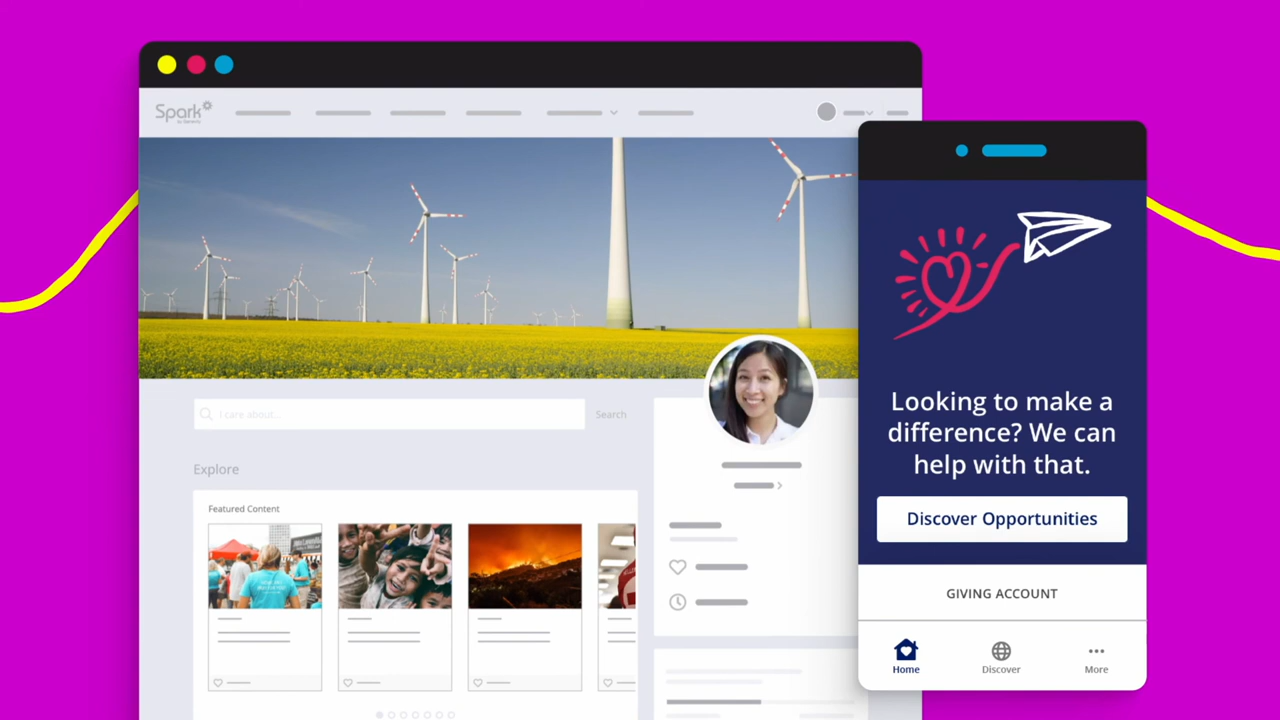 Spark
I care about...
Search
Explore
Featured Content
Looking to make a
difference? We can
help with that.
Discover Opportunities
GIVING ACCOUNT
Home
Discover
More